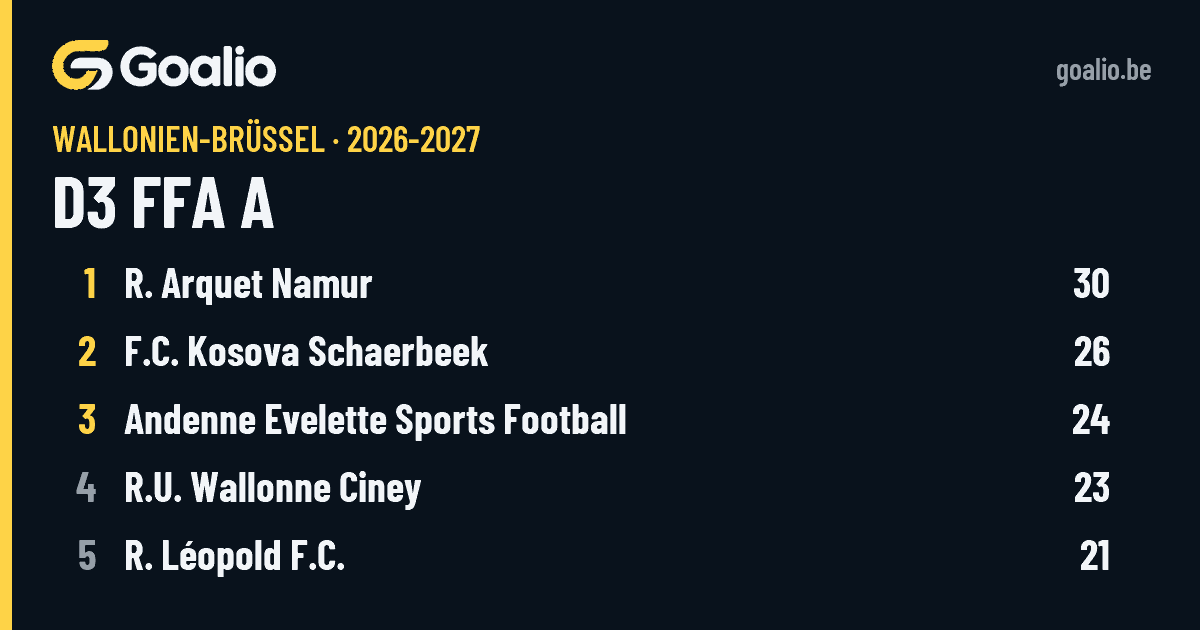 Goalio
goalio.be
WALLONIEN-BRÜSSEL · 2026-2027
D3 FFA A
1 R. Arquet Namur 30
2 F.C. Kosova Schaerbeek 26
3 Andenne Evelette Sports Football 24
4 R.U. Wallonne Ciney 23
5 R. Léopold F.C. 21